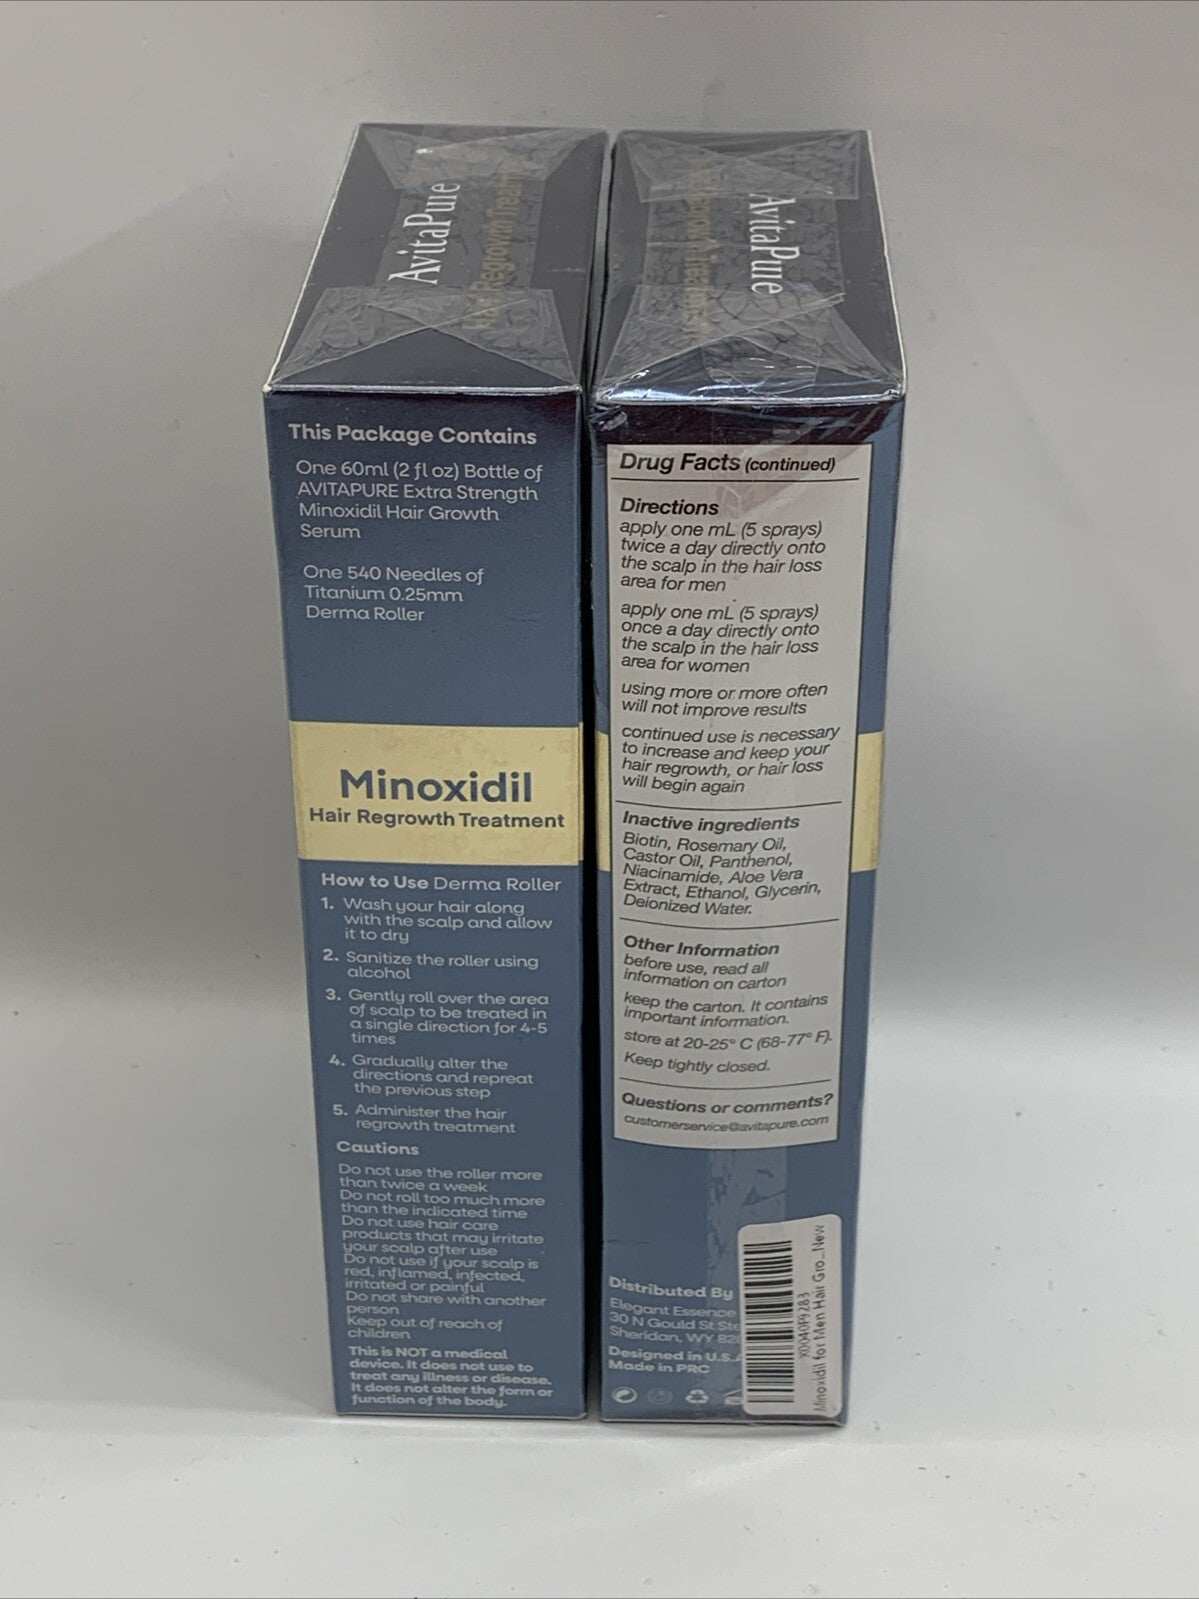 AvitaPure
Hair Regrowth Treatment
This Package Contains
One 60ml (2 fl oz) Bottle of
AVITAPURE Extra Strength
Minoxidil Hair Growth
Serum
One 540 Needles of
Titanium 0.25mm
Derma Roller
Minoxidil
Hair Regrowth Treatment
How to Use Derma Roller
1. Wash your hair along
with the scalp and allow
it to dry
2. Sanitize the roller using
alcohol
3. Gently roll over the area
of scalp to be treated in
a single direction for 4-5
times
4. Gradually alter the
directions and repreat
the previous step
5. Administer the hair
regrowth treatment
Cautions
Do not use the roller more
than twice a week
Do not roll too much more
than the indicated time
Do not use hair care
products that may irritate
your scalp after use
Do not use if your scalp is
red, inflamed, infected,
irritated or painful
Do not share with another
person
Keep out of reach of
children
This is NOT a medical
device. It does not use to
treat any illness or disease.
It does not alter the form or
function of the body.
AvitaPure
Drug Facts (continued)
Directions
apply one mL (5 sprays)
twice a day directly onto
the scalp in the hair loss
area for men
apply one mL (5 sprays)
once a day directly onto
the scalp in the hair loss
area for women
using more or more often
will not improve results
continued use is necessary
to increase and keep your
hair regrowth, or hair loss
will begin again
Inactive ingredients
Biotin, Rosemary Oil,
Castor Oil, Panthenol,
Niacinamide, Aloe Vera
Extract, Ethanol, Glycerin,
Deionized Water.
Other Information
before use, read all
information on carton
keep the carton. It contains
important information.
store at 20-25° C (68-77° F).
Keep tightly closed.
Questions or comments?
customerservice@avitapure.com
Distributed By
Elegant Essence
30 N Gould St Ste
Sheridan, WY
Designed in U.S.A
Made in PRC
X0040F9283
Minoxidil for Men Hair Gro...New